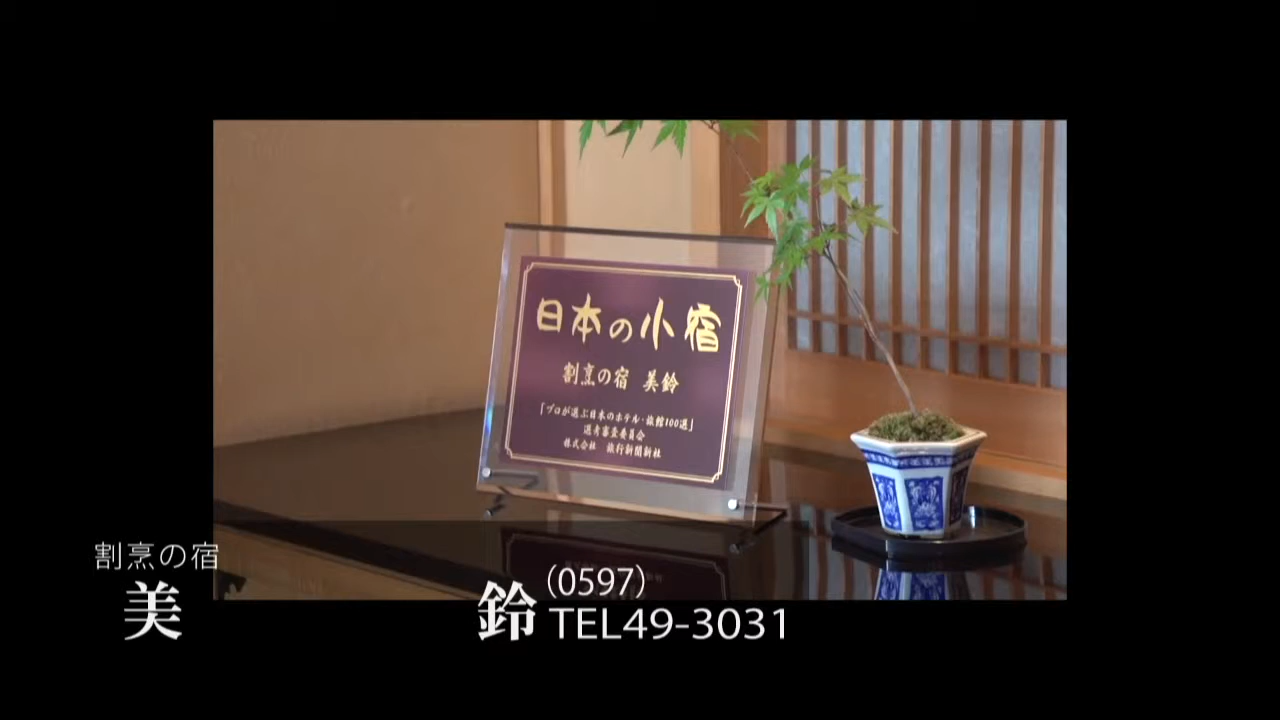 日本の小宿
割烹の宿 美鈴
「プロが選ぶ日本のホテル・旅館100選」
選考審査委員会
株式会社 旅行新聞新社
割烹の宿
美 鈴
(0597)
TEL49-3031